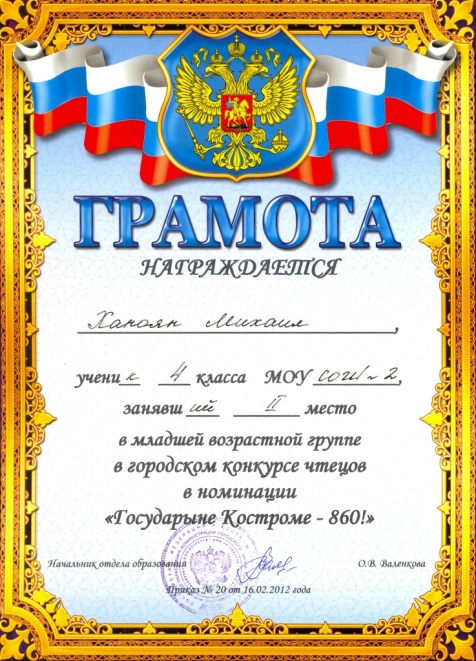 ГРАМОТА
НАГРАЖДАЕТСЯ
Ханоян Михаил,
ученик 4 класса МОУ СОШ № 2,
занявший II место
в младшей возрастной группе
в городском конкурсе чтецов
в номинации
«Государыне Костроме - 860!»
Начальник отдела образования О.В. Валенкова
Приказ № 20 от 16.02.2012 года